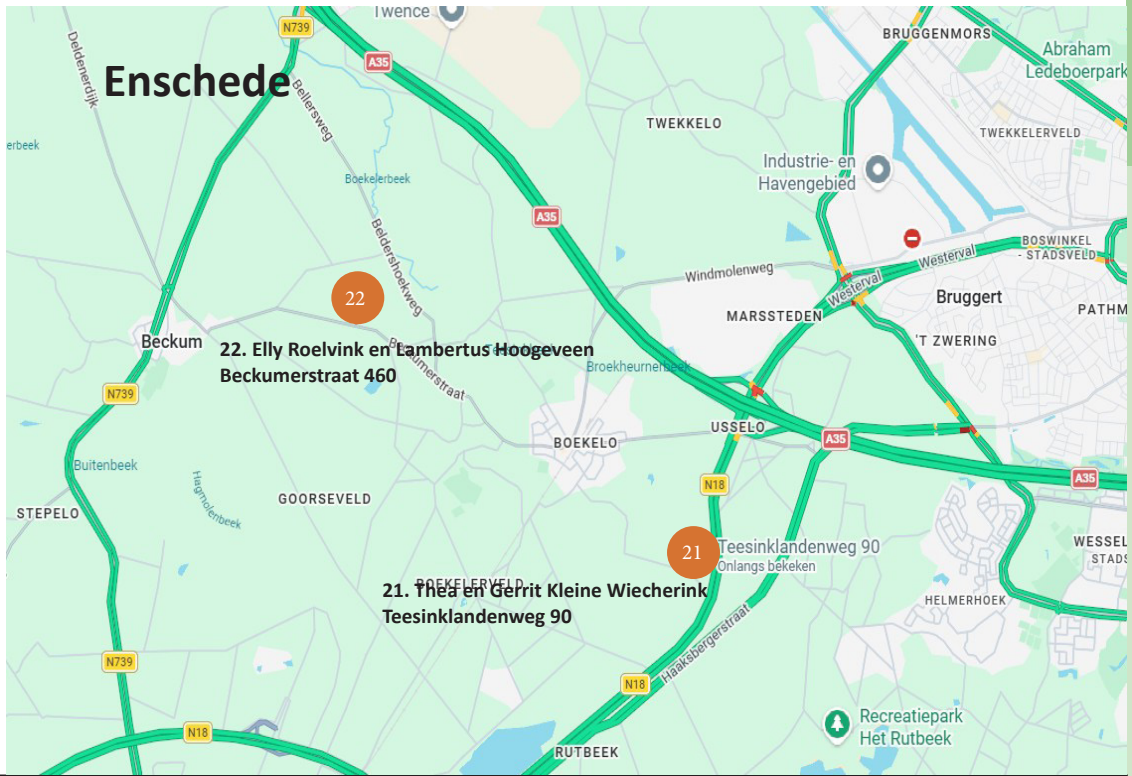 Twence
N739
BRUGGENMORS
Abraham
Ledeboerpark
Deldenerdijk
A35
Enschede
Bellersweg
TWEKKELO
TWEKKELERVELD
erbeek
Industrie- en
Havengebied
Boekelerbeek
A35
Beldershoekweg
BOSWINKEL
- STADSVELD
Westerval
Windmolenweg
Westerval
22
Bruggert
PATHM
MARSSTEDEN
Beckum
'T ZWERING
22. Elly Roelvink en Lambertus Hoogeveen
Beckumerstraat 460
Beckumerstraat
Broekheurnerbeek
N739
USSELO
BOEKELO
A35
Buitenbeek
A35
N18
Hagmolenbeek
GOORSEVELD
STEPELO
21
Teesinklandenweg 90
Onlangs bekeken
WESSEL
STADS
BOEKELERVELD
21. Thea en Gerrit Kleine Wiecherink
Teesinklandenweg 90
HELMERHOEK
Haaksbergerstraat
N739
N18
Recreatiepark
Het Rutbeek
N18
RUTBEEK